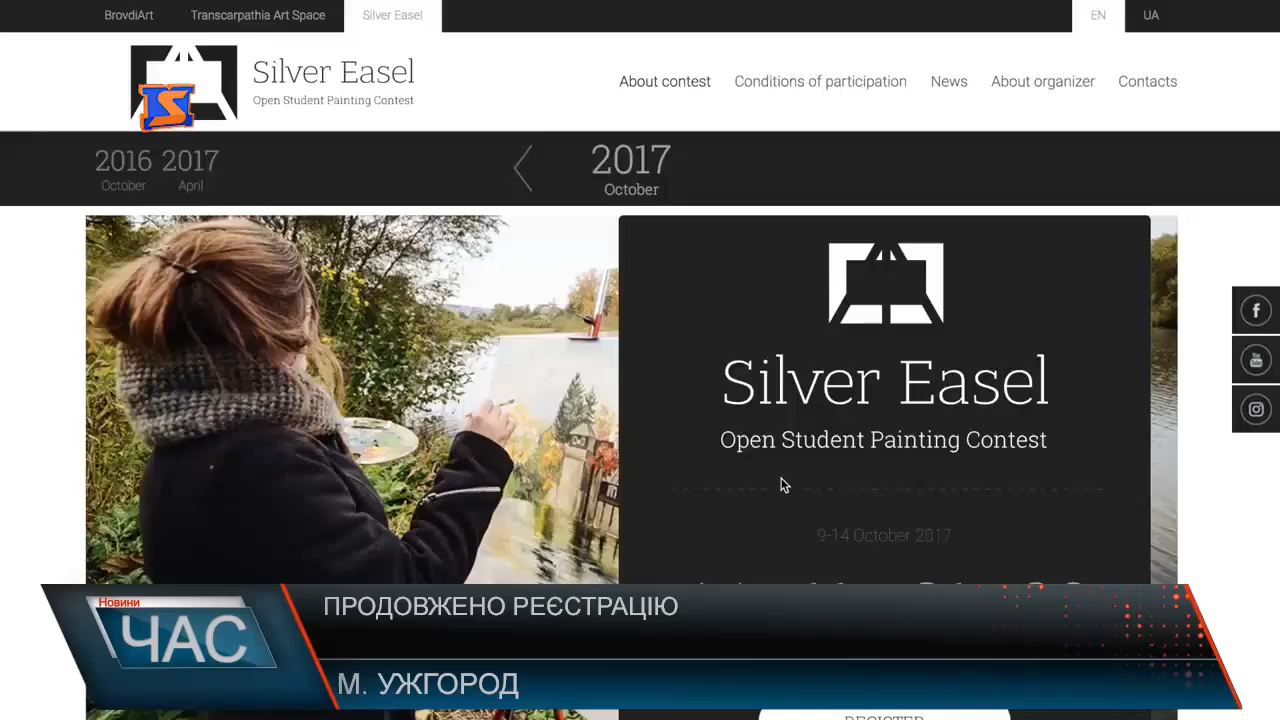 BrovdiArt Transcarpathia Art Space Silver Easel EN UA
Silver Easel
Open Student Painting Contest
About contest Conditions of participation News About organizer Contacts
2016 2017 2017
October April October
Silver Easel
Open Student Painting Contest
9-14 October 2017
Новини
ЧАС
ПРОДОВЖЕНО РЕЄСТРАЦІЮ
М. УЖГОРОД
REGISTER